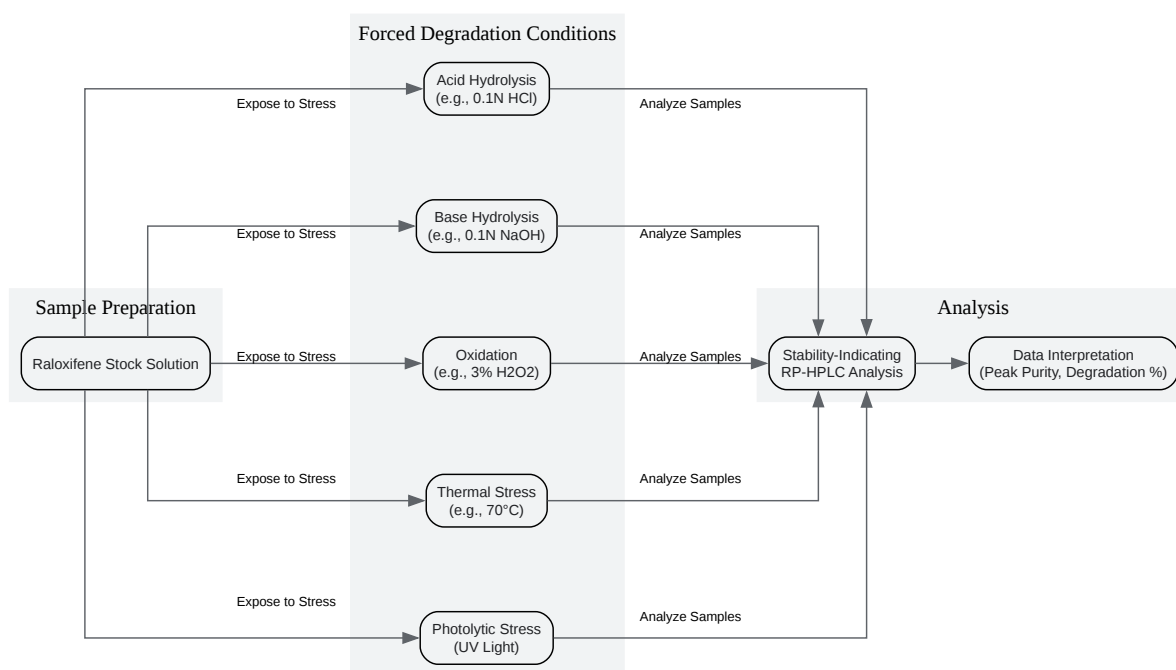 Forced Degradation Conditions
Acid Hydrolysis
(e.g., 0.1N HCl)
Expose to Stress
Analyze Samples
Base Hydrolysis
(e.g., 0.1N NaOH)
Expose to Stress
Analyze Samples
Sample Preparation
Analysis
Raloxifene Stock Solution
Expose to Stress
Oxidation
(e.g., 3% H2O2)
Analyze Samples
Stability-Indicating
RP-HPLC Analysis
Data Interpretation
(Peak Purity, Degradation %)
Expose to Stress
Thermal Stress
(e.g., 70°C)
Analyze Samples
Expose to Stress
Photolytic Stress
(UV Light)
Analyze Samples